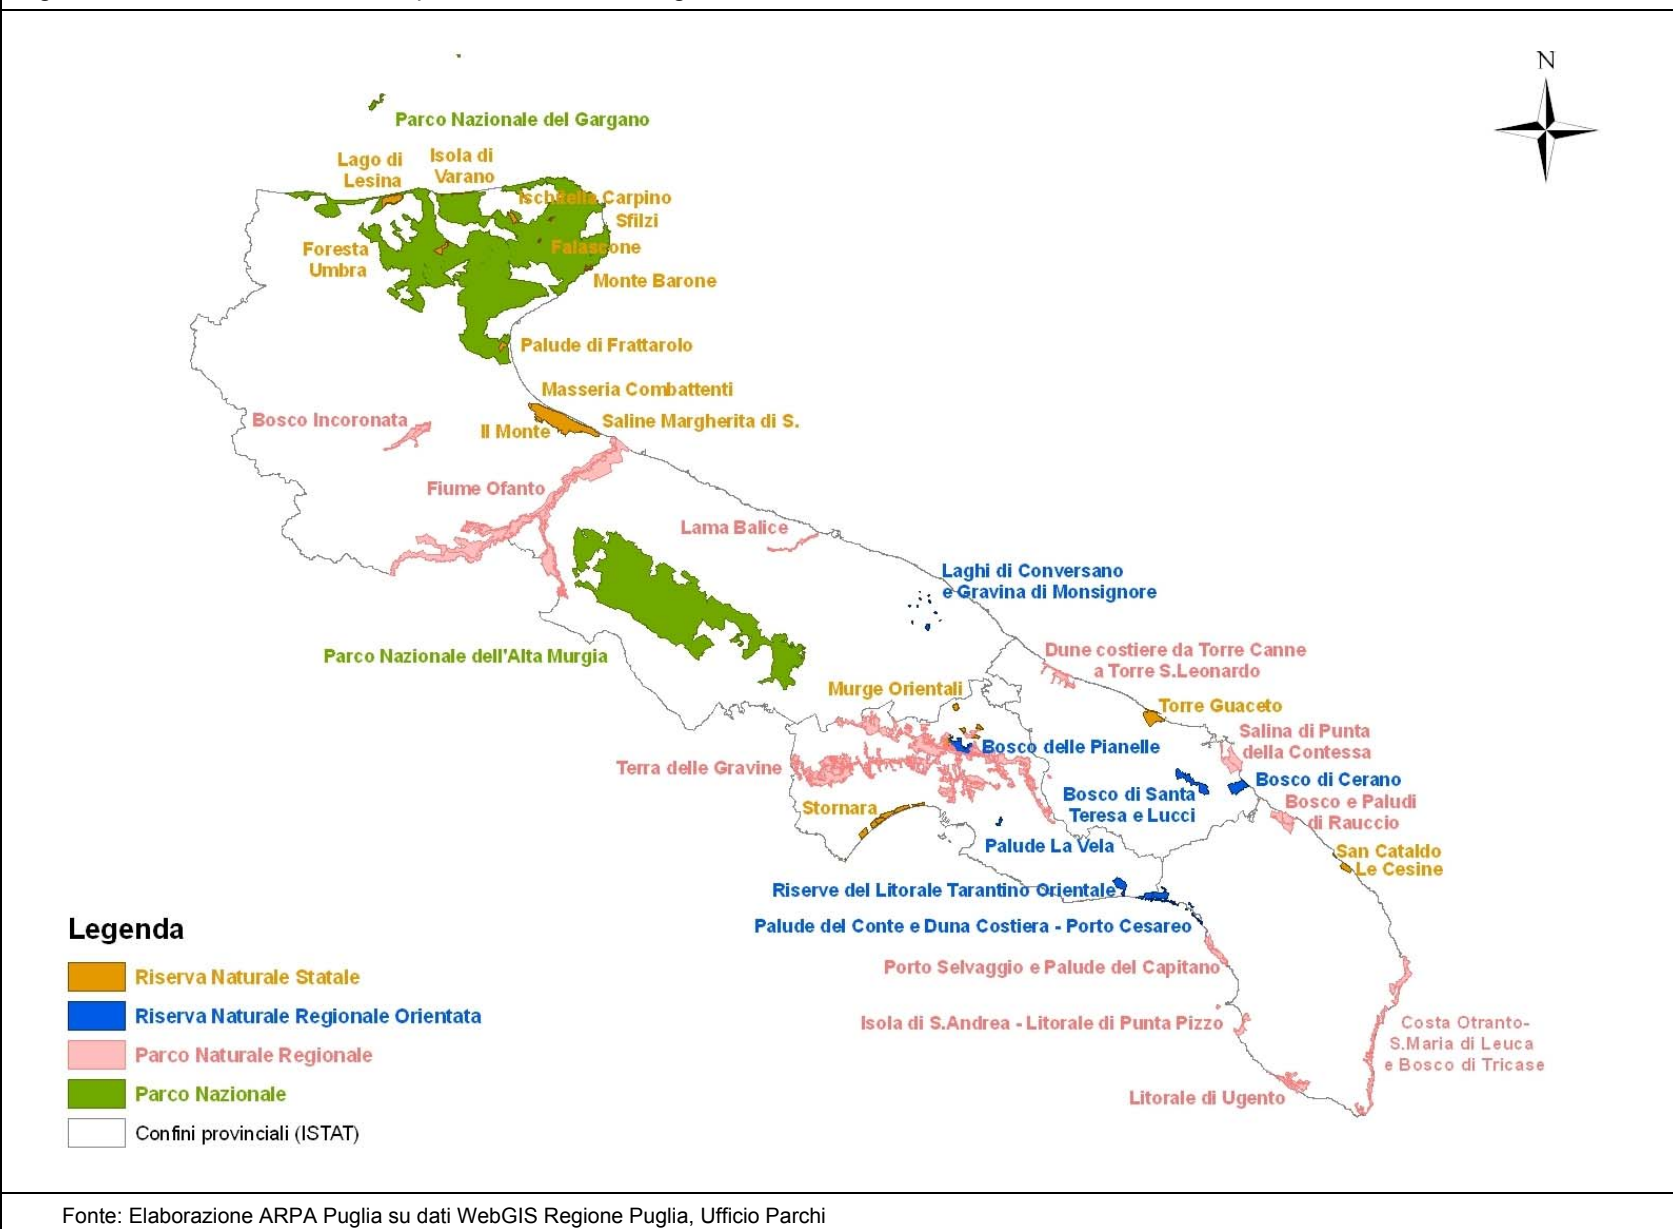 N
Parco Nazionale del Gargano
Lago di
Lesina
Isola di
Varano
Ischitella Carpino
Sfilzi
Foresta
Umbra
Falascone
Monte Barone
Palude di Frattarolo
Masseria Combattenti
Saline Margherita di S.
Il Monte
Bosco Incoronata
Fiume Ofanto
Lama Balice
Laghi di Conversano
e Gravina di Monsignore
Parco Nazionale dell'Alta Murgia
Dune costiere da Torre Canne
a Torre S.Leonardo
Murge Orientali
Torre Guaceto
Salina di Punta
della Contessa
Bosco delle Pianelle
Terra delle Gravine
Bosco di Cerano
Bosco di Santa
Teresa e Lucci
Bosco e Paludi
di Rauccio
Stornara
Palude La Vela
San Cataldo
Le Cesine
Riserve del Litorale Tarantino Orientale
Palude del Conte e Duna Costiera - Porto Cesareo
Porto Selvaggio e Palude del Capitano
Isola di S.Andrea - Litorale di Punta Pizzo
Costa Otranto-
S.Maria di Leuca
e Bosco di Tricase
Litorale di Ugento
Legenda
Riserva Naturale Statale
Riserva Naturale Regionale Orientata
Parco Naturale Regionale
Parco Nazionale
Confini provinciali (ISTAT)
Fonte: Elaborazione ARPA Puglia su dati WebGIS Regione Puglia, Ufficio Parchi